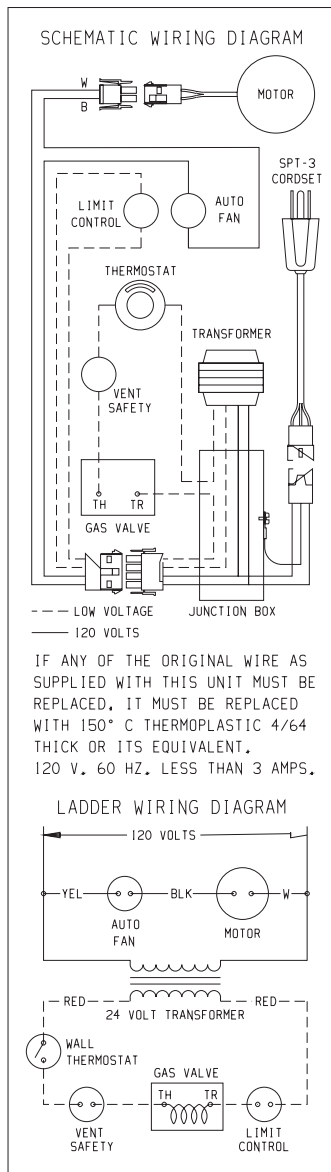 SCHEMATIC WIRING DIAGRAM
W
B
MOTOR
SPT-3
CORDSET
LIMIT
CONTROL
AUTO
FAN
THERMOSTAT
TRANSFORMER
VENT
SAFETY
TH TR
GAS VALVE
LOW VOLTAGE
120 VOLTS
JUNCTION BOX
IF ANY OF THE ORIGINAL WIRE AS
SUPPLIED WITH THIS UNIT MUST BE
REPLACED, IT MUST BE REPLACED
WITH 150° C THERMOPLASTIC 4/64
THICK OR ITS EQUIVALENT.
120 V. 60 HZ. LESS THAN 3 AMPS.
LADDER WIRING DIAGRAM
120 VOLTS
YEL BLK W
AUTO
FAN
MOTOR
RED RED
24 VOLT TRANSFORMER
WALL
THERMOSTAT
GAS VALVE
TH TR
VENT
SAFETY
LIMIT
CONTROL